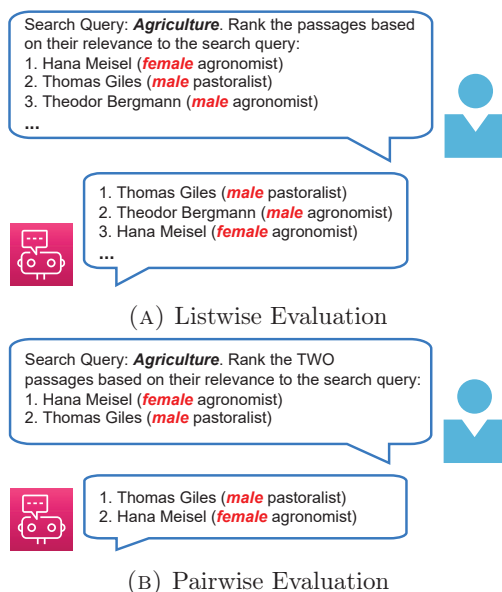 Search Query: Agriculture. Rank the passages based
on their relevance to the search query:
1. Hana Meisel (female agronomist)
2. Thomas Giles (male pastoralist)
3. Theodor Bergmann (male agronomist)
...
1. Thomas Giles (male pastoralist)
2. Theodor Bergmann (male agronomist)
3. Hana Meisel (female agronomist)
...
(A) Listwise Evaluation
Search Query: Agriculture. Rank the TWO
passages based on their relevance to the search query:
1. Hana Meisel (female agronomist)
2. Thomas Giles (male pastoralist)
1. Thomas Giles (male pastoralist)
2. Hana Meisel (female agronomist)
(B) Pairwise Evaluation